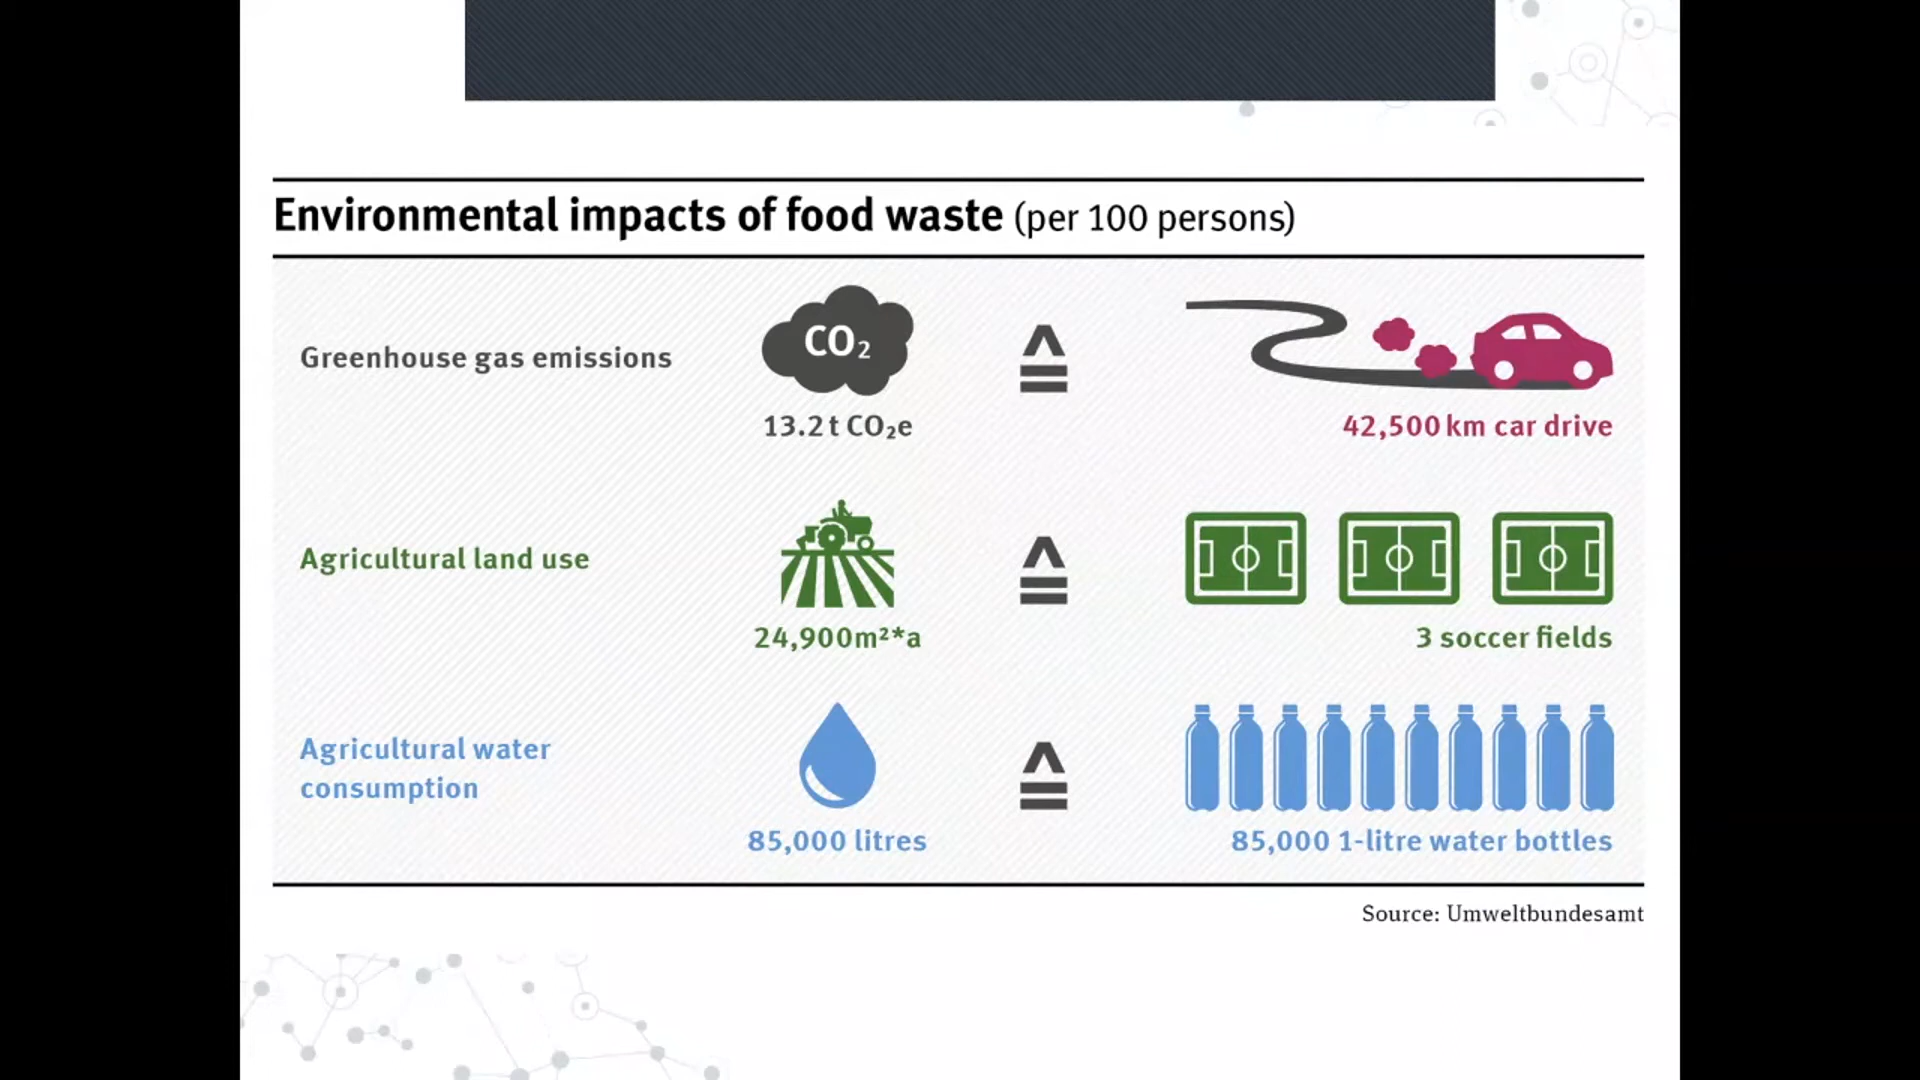 Environmental impacts of food waste (per 100 persons)
Greenhouse gas emissions
CO₂
13.2 t CO₂e
≙
42,500 km car drive
Agricultural land use
24,900m²*a
≙
3 soccer fields
Agricultural water
consumption
85,000 litres
≙
85,000 1-litre water bottles
Source: Umweltbundesamt